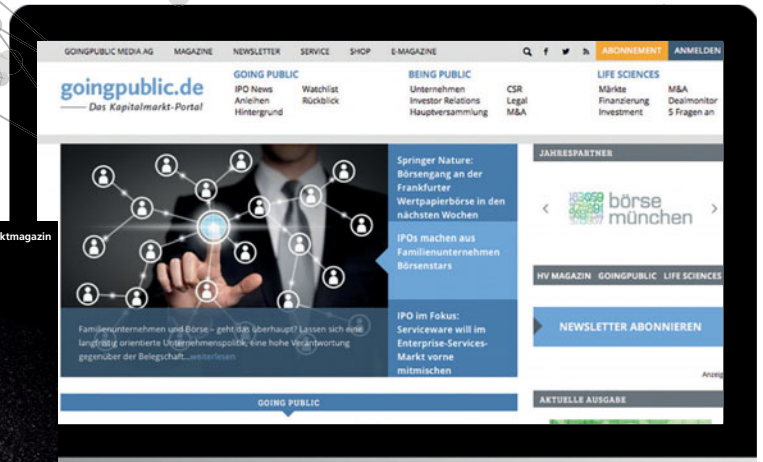 GOINGPUBLIC MEDIA AG MAGAZINE NEWSLETTER SERVICE SHOP E-MAGAZINE ABONNEMENT ANMELDEN
goingpublic.de
Das Kapitalmarkt-Portal
GOING PUBLIC
IPO News Watchlist
Anleihen Rückblick
Hintergrund
BEING PUBLIC
Unternehmen CSR
Investor Relations Legal
Hauptversammlung M&A
LIFE SCIENCES
Märkte M&A
Finanzierung Dealmonitor
Investment 5 Fragen an
ktmagazin
Familienunternehmen und Börse – geht das überhaupt? Lassen sich eine
langfristig orientierte Unternehmenspolitik, eine hohe Verantwortung
gegenüber der Belegschaft...weiterlesen
Springer Nature:
Börsengang an der
Frankfurter
Wertpapierbörse in den
nächsten Wochen
IPOs machen aus
Familienunternehmen
Börsenstars
IPO im Fokus:
Serviceware will im
Enterprise-Services-
Markt vorne
mitmischen
GOING PUBLIC
JAHRESPARTNER
börse
münchen
HV MAGAZIN GOINGPUBLIC LIFE SCIENCES
NEWSLETTER ABONNIEREN
Anzeig
AKTUELLE AUSGABE